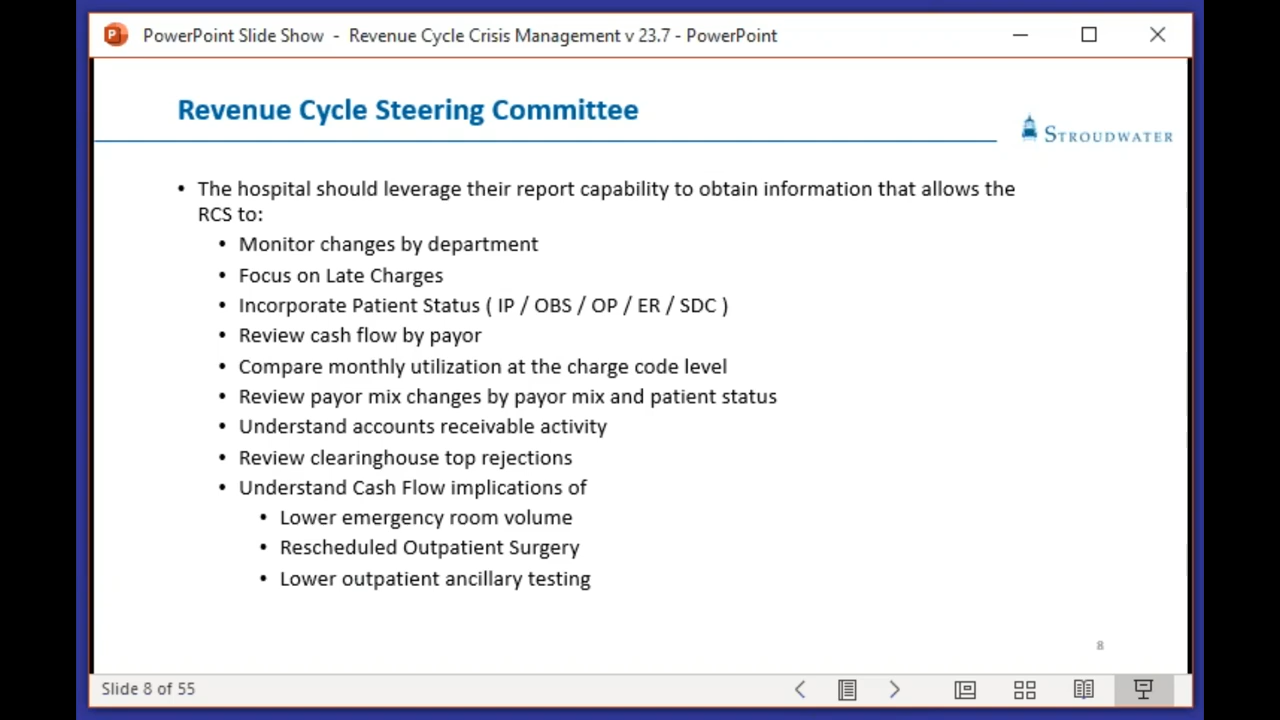 PowerPoint Slide Show - Revenue Cycle Crisis Management v 23.7 - PowerPoint
Revenue Cycle Steering Committee
STROUDWATER
• The hospital should leverage their report capability to obtain information that allows the
RCS to:
• Monitor changes by department
• Focus on Late Charges
• Incorporate Patient Status ( IP / OBS / OP / ER / SDC )
• Review cash flow by payor
• Compare monthly utilization at the charge code level
• Review payor mix changes by payor mix and patient status
• Understand accounts receivable activity
• Review clearinghouse top rejections
• Understand Cash Flow implications of
• Lower emergency room volume
• Rescheduled Outpatient Surgery
• Lower outpatient ancillary testing
8
Slide 8 of 55